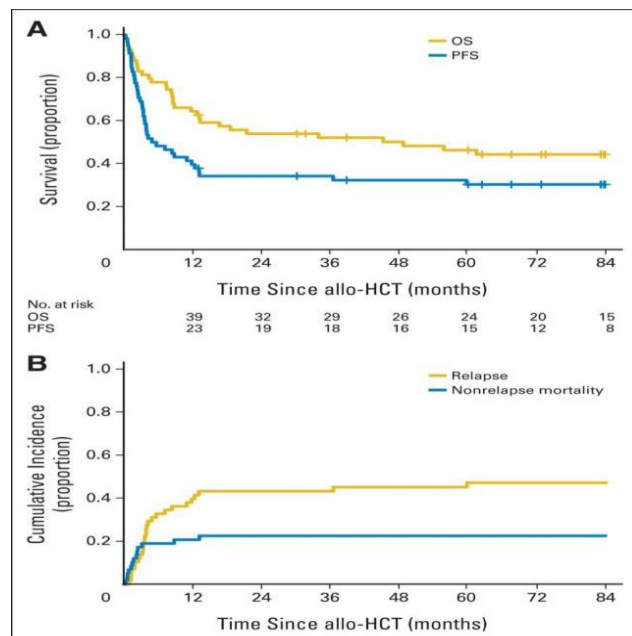 A
1.0
OS
PFS
0.8
0.6
0.4
0.2
Survival (proportion)
0 12 24 36 48 60 72 84
Time Since allo-HCT (months)
No. at risk
OS 39 32 29 26 24 20 15
PFS 23 19 18 16 15 12 8
B
1.0
Relapse
Nonrelapse mortality
0.8
0.6
0.4
0.2
Cumulative Incidence
(proportion)
0 12 24 36 48 60 72 84
Time Since allo-HCT (months)